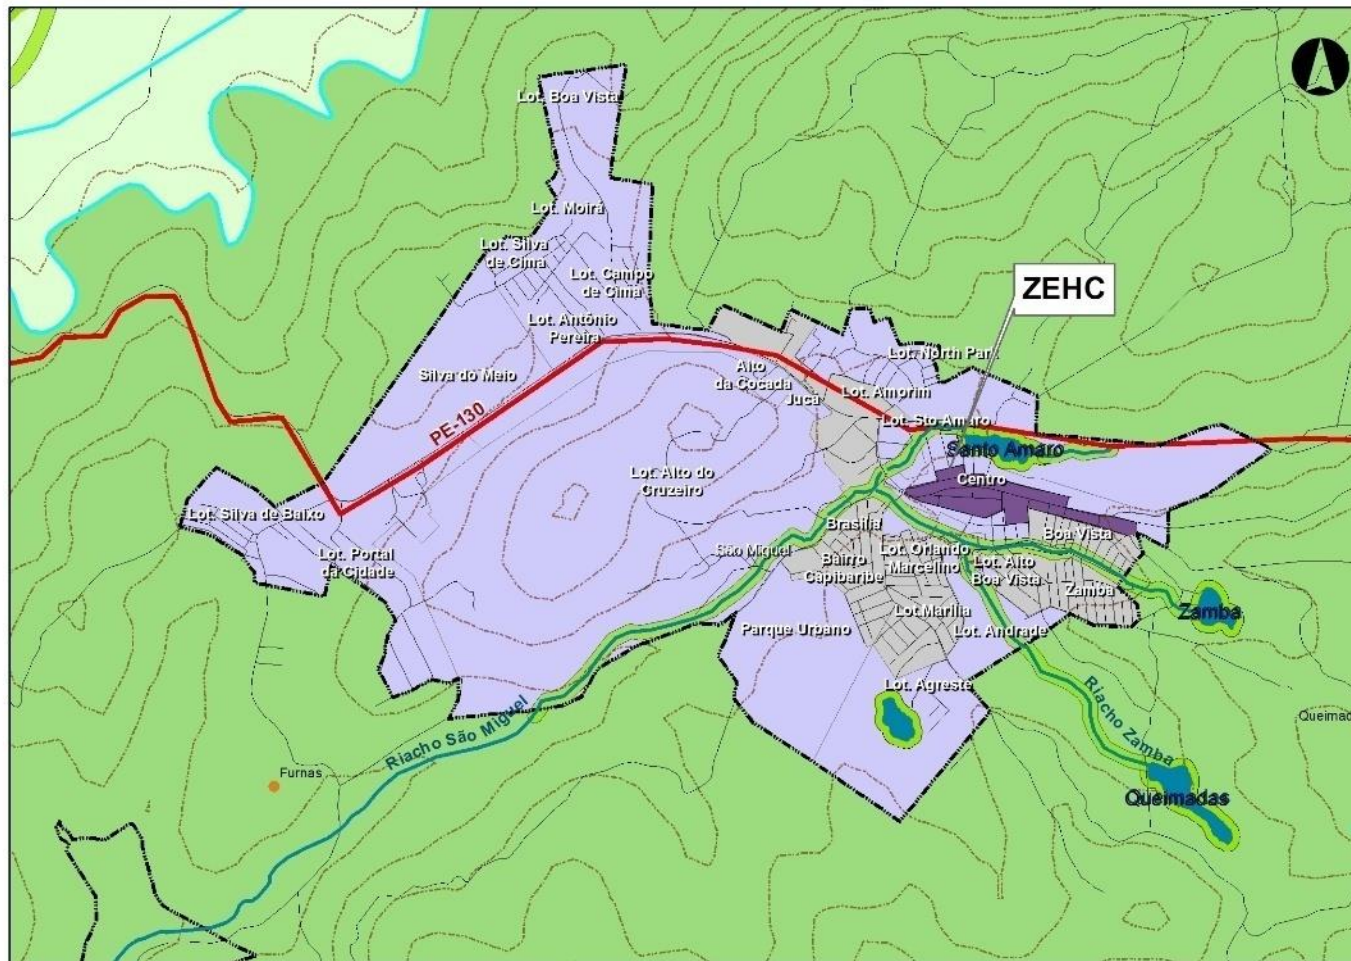 Lot. Boa Vista
Lot. Moirá
Lot. Silva
de Cima
Lot. Campo
de Cima
ZEHC
Lot. Antônio
Pereira
Lot. North Park
Alto
da Cocada
Silva do Meio
Lot. Amorim
Jucá
PE-130
Lot. Sto Amaro
Santo Amaro
Lot. Alto do
Cruzeiro
Centro
Lot. Silva de Baixo
Brasília
Boa Vista
São Miguel
Lot. Orlando
Marcelino
Lot. Portal
da Cidade
Bairro
Capibaribe
Lot. Alto
Boa Vista
Zamba
Zamba
Lot.Marília
Parque Urbano
Lot. Andrade
Lot. Agreste
Riacho São Miguel
Riacho Zamba
Queimad
Furnas
Queimadas